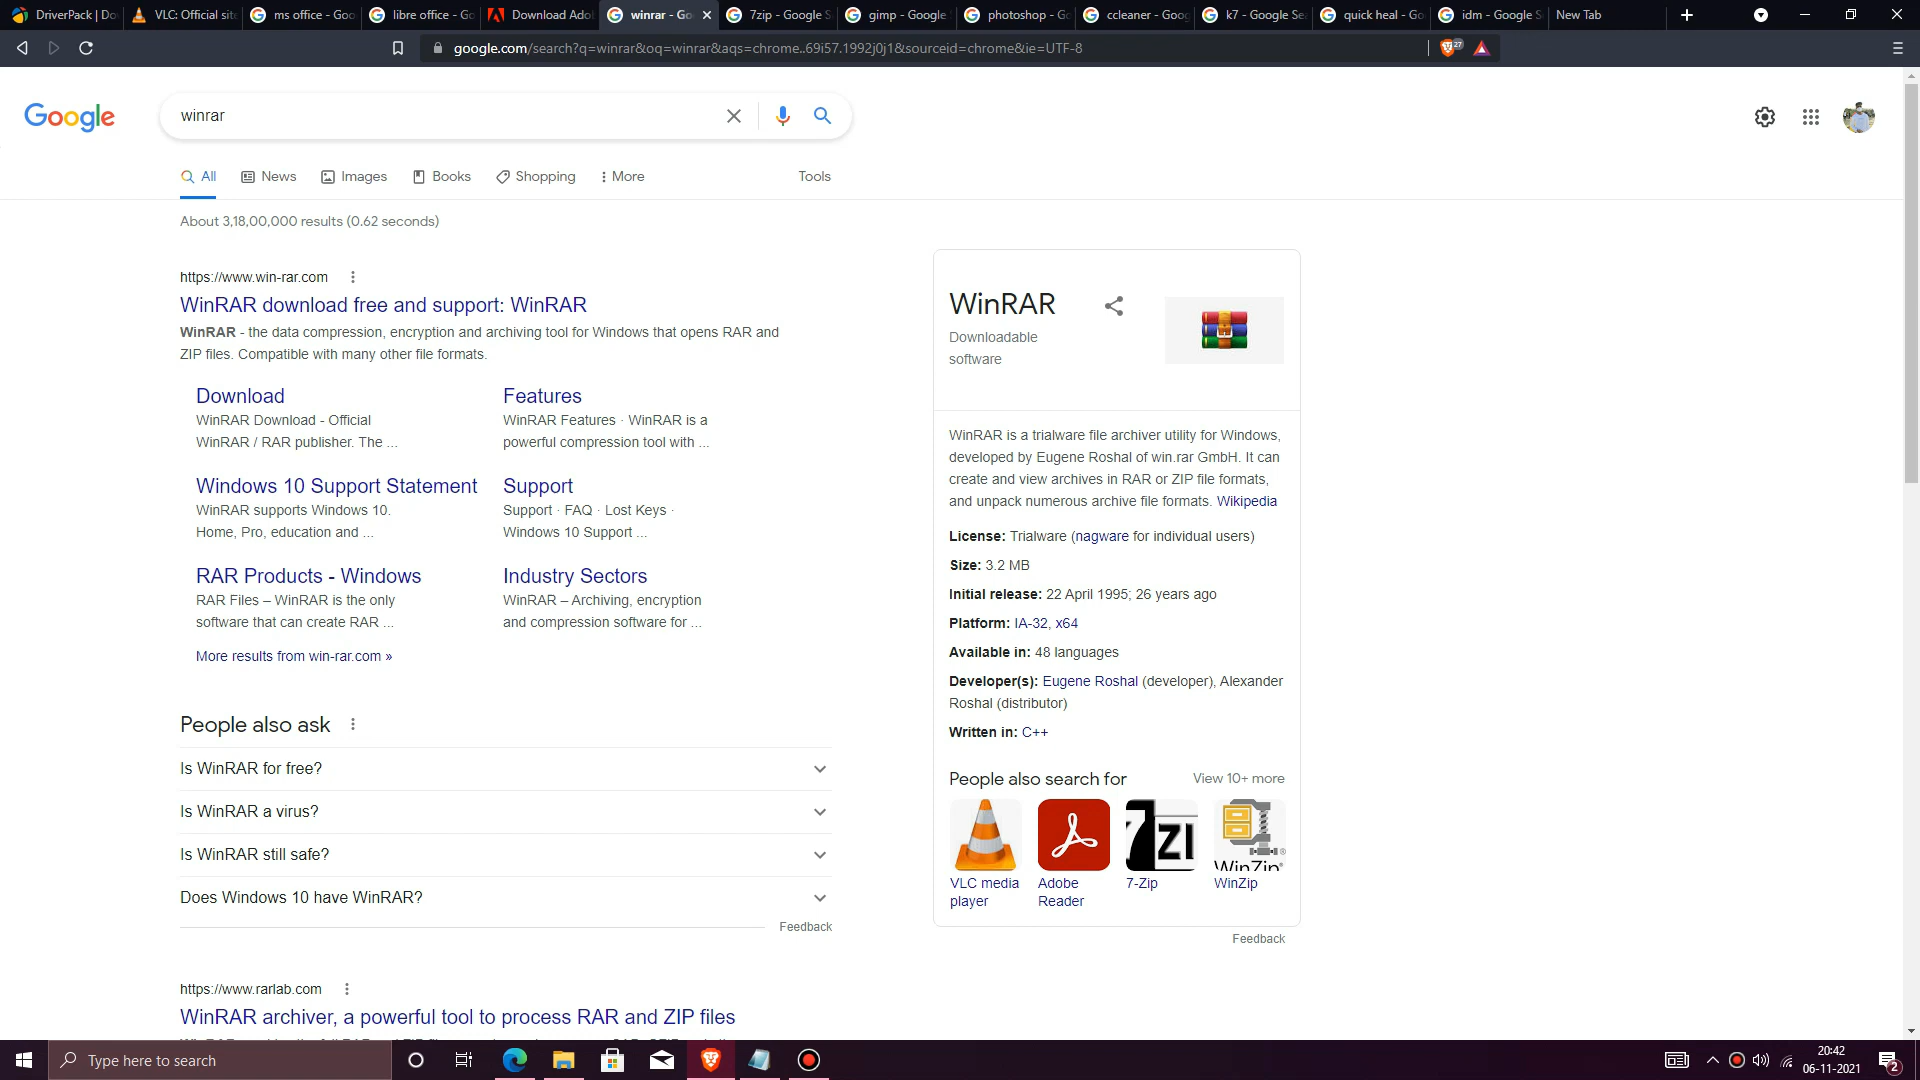 DriverPack | Do
VLC: Official sit
ms office - Goo
libre office - Go
Download Ado
winrar - Go
7zip - Google S
gimp - Google
photoshop - Go
ccleaner - Goog
k7 - Google Sea
quick heal - Go
idm - Google S
New Tab
google.com/search?q=winrar&oq=winrar&aqs=chrome..69i57.1992j0j1&sourceid=chrome&ie=UTF-8
27
Google
winrar
All
News
Images
Books
Shopping
More
Tools
About 3,18,00,000 results (0.62 seconds)
https://www.win-rar.com
WinRAR download free and support: WinRAR
WinRAR - the data compression, encryption and archiving tool for Windows that opens RAR and
ZIP files. Compatible with many other file formats.
Download
WinRAR Download - Official
WinRAR / RAR publisher. The ...
Features
WinRAR Features · WinRAR is a
powerful compression tool with ...
Windows 10 Support Statement
WinRAR supports Windows 10.
Home, Pro, education and ...
Support
Support · FAQ · Lost Keys ·
Windows 10 Support ...
RAR Products - Windows
RAR Files – WinRAR is the only
software that can create RAR ...
Industry Sectors
WinRAR – Archiving, encryption
and compression software for ...
More results from win-rar.com »
People also ask
Is WinRAR for free?
Is WinRAR a virus?
Is WinRAR still safe?
Does Windows 10 have WinRAR?
Feedback
https://www.rarlab.com
WinRAR archiver, a powerful tool to process RAR and ZIP files
WinRAR
Downloadable
software
WinRAR is a trialware file archiver utility for Windows,
developed by Eugene Roshal of win.rar GmbH. It can
create and view archives in RAR or ZIP file formats,
and unpack numerous archive file formats. Wikipedia
License: Trialware (nagware for individual users)
Size: 3.2 MB
Initial release: 22 April 1995; 26 years ago
Platform: IA-32, x64
Available in: 48 languages
Developer(s): Eugene Roshal (developer), Alexander
Roshal (distributor)
Written in: C++
People also search for
View 10+ more
7ZI
WinZip®
VLC media
player
Adobe
Reader
7-Zip
WinZip
Feedback
Type here to search
20:42
06-11-2021
2